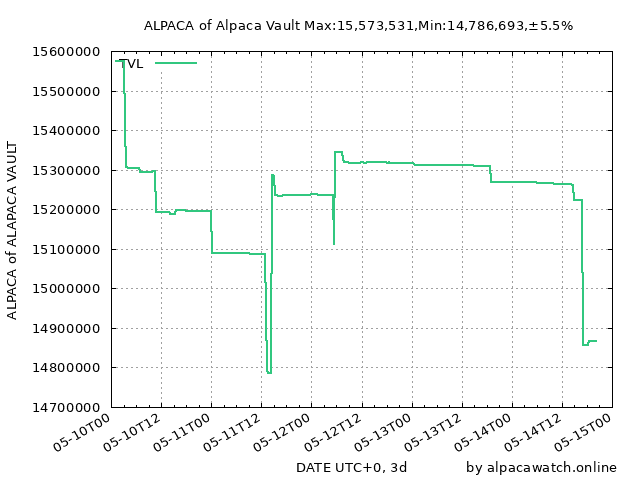 ALPACA of Alpaca Vault Max:15,573,531,Min:14,786,693,±5.5%
TVL
15600000
15500000
15400000
15300000
15200000
15100000
15000000
14900000
14800000
14700000
ALPACA of ALAPACA VAULT
05-10T00
05-10T12
05-11T00
05-11T12
05-12T00
05-12T12
05-13T00
05-13T12
05-14T00
05-14T12
05-15T00
DATE UTC+0, 3d
by alpacawatch.online